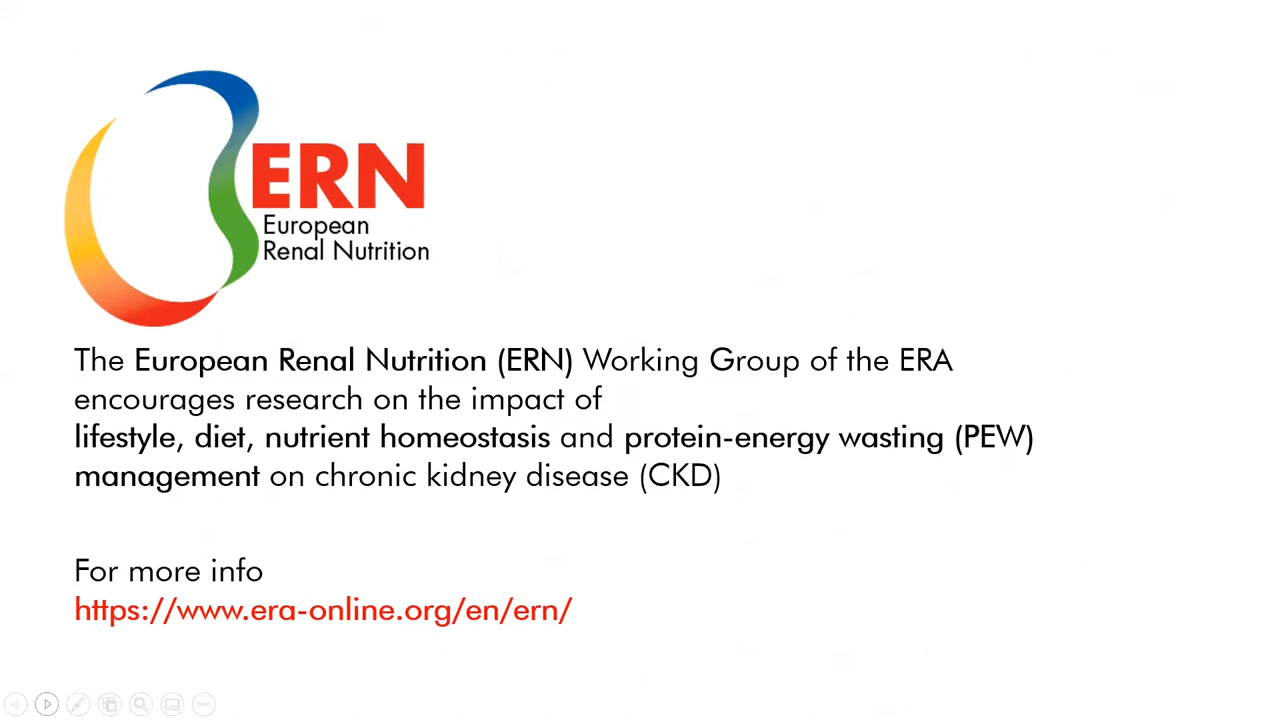 ERN
European
Renal Nutrition
The European Renal Nutrition (ERN) Working Group of the ERA
encourages research on the impact of
lifestyle, diet, nutrient homeostasis and protein-energy wasting (PEW)
management on chronic kidney disease (CKD)
For more info
https://www.era-online.org/en/ern/